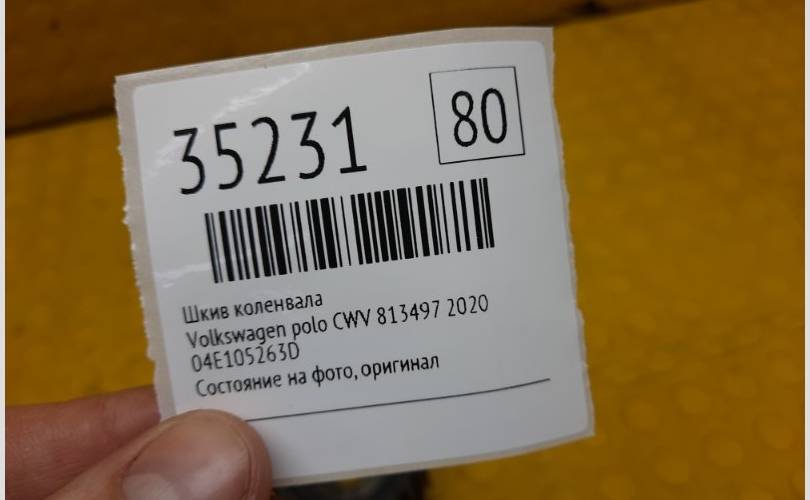 35231
80
Шкив коленвала
Volkswagen polo CWV 813497 2020
04E105263D
Состояние на фото, оригинал